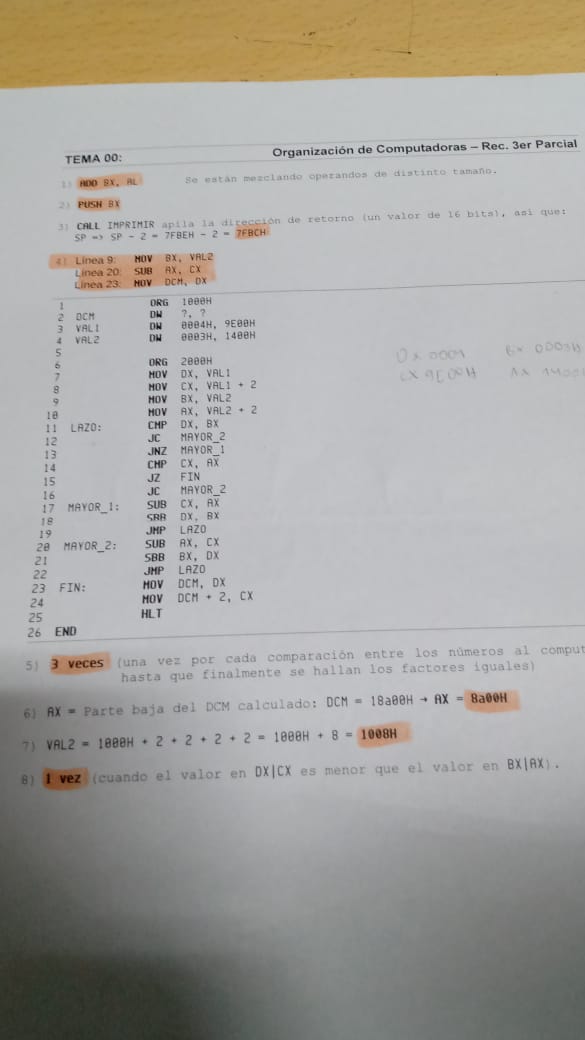 TEMA 00: Organización de Computadoras – Rec. 3er Parcial
1) ADD BX, AL Se están mezclando operandos de distinto tamaño.
2) PUSH BX
3) CALL IMPRIMIR apila la dirección de retorno (un valor de 16 bits), así que:
SP => SP - 2 = 7FBEH - 2 = 7FBCH
4) Línea 9: MOV BX, VAL2
Línea 20: SUB AX, CX
Línea 23: MOV DCM, DX
1 ORG 1000H
2 DCM DW ?, ?
3 VAL1 DW 0004H, 9E00H
4 VAL2 DW 0003H, 1400H
5
6 ORG 2000H
7 MOV DX, VAL1
8 MOV CX, VAL1 + 2
9 MOV BX, VAL2
10 MOV AX, VAL2 + 2
11 LAZO: CMP DX, BX
12 JC MAYOR_2
13 JNZ MAYOR_1
14 CMP CX, AX
15 JZ FIN
16 JC MAYOR_2
17 MAYOR_1: SUB CX, AX
18 SBB DX, BX
19 JMP LAZO
20 MAYOR_2: SUB AX, CX
21 SBB BX, DX
22 JMP LAZO
23 FIN: MOV DCM, DX
24 MOV DCM + 2, CX
25 HLT
26 END
BX 0003H
CX 9E00H AX
5) 3 veces (una vez por cada comparación entre los números al comput
hasta que finalmente se hallan los factores iguales)
6) AX = Parte baja del DCM calculado: DCM = 18a00H → AX = 8a00H
7) VAL2 = 1000H + 2 + 2 + 2 + 2 = 1000H + 8 = 1008H
8) 1 vez (cuando el valor en DX|CX es menor que el valor en BX|AX).